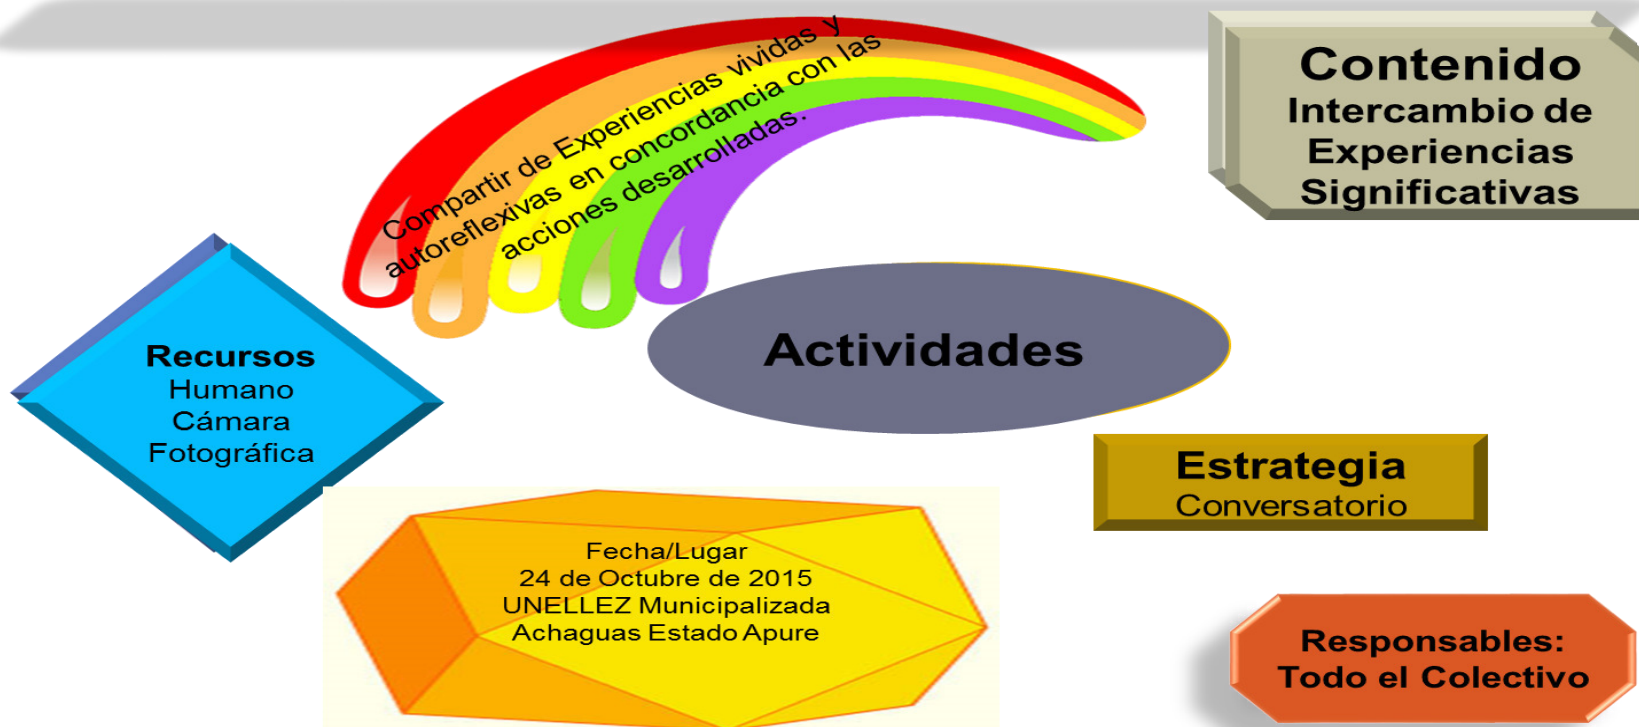 Compartir de Experiencias vividas y
autoreflexivas en concordancia con las
acciones desarrolladas.
Contenido
Intercambio de
Experiencias
Significativas
Recursos
Humano
Cámara
Fotográfica
Actividades
Estrategia
Conversatorio
Fecha/Lugar
24 de Octubre de 2015
UNELLEZ Municipalizada
Achaguas Estado Apure
Responsables:
Todo el Colectivo